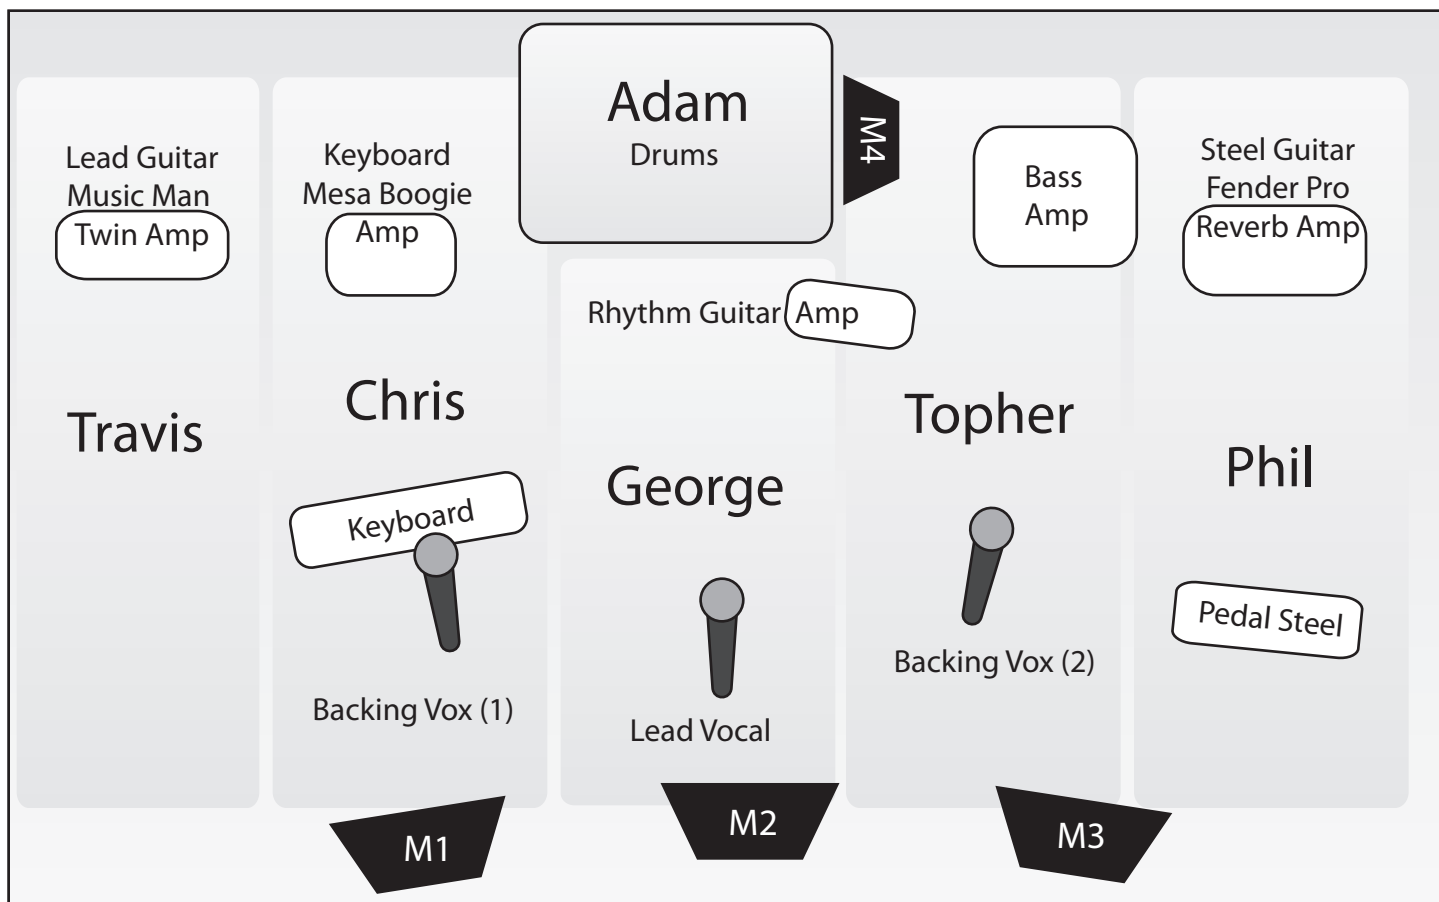 Adam
Drums
M4
Lead Guitar
Music Man
Twin Amp
Keyboard
Mesa Boogie
Amp
Bass
Amp
Steel Guitar
Fender Pro
Reverb Amp
Rhythm Guitar Amp
Travis
Chris
George
Topher
Phil
Keyboard
Pedal Steel
Backing Vox (1)
Lead Vocal
Backing Vox (2)
M1
M2
M3